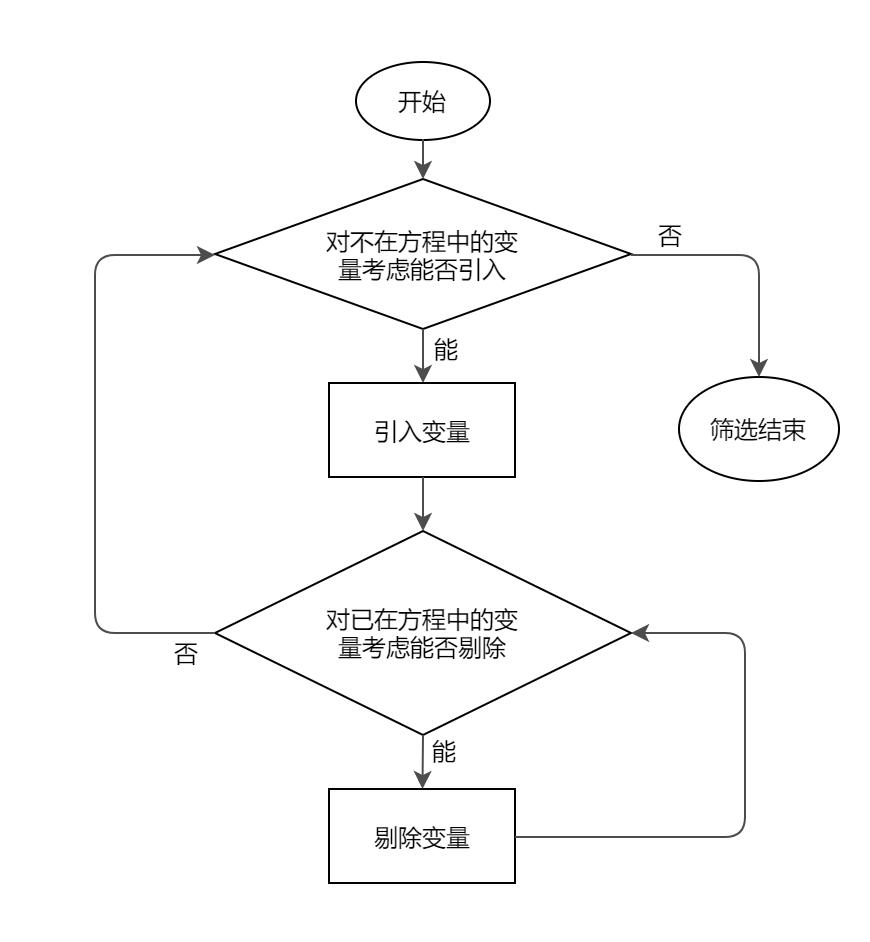 开始
对不在方程中的变
量考虑能否引入
否
能
引入变量
筛选结束
对已在方程中的变
量考虑能否剔除
否
能
剔除变量